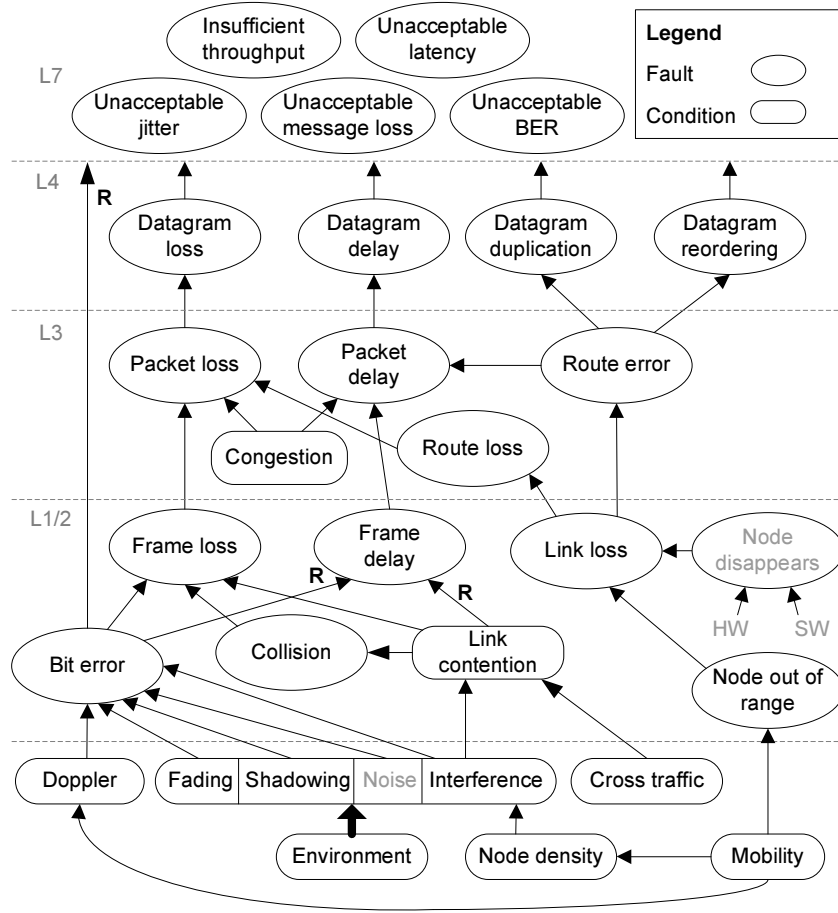 Insufficient
throughput
Unacceptable
latency
Legend
Fault
Condition
L7
Unacceptable
jitter
Unacceptable
message loss
Unacceptable
BER
L4
R
Datagram
loss
Datagram
delay
Datagram
duplication
Datagram
reordering
L3
Packet loss
Packet
delay
Route error
Congestion
Route loss
L1/2
Frame loss
Frame
delay
Link loss
Node
disappears
R
R
HW
SW
Bit error
Collision
Link
contention
Node out of
range
Doppler
Fading
Shadowing
Noise
Interference
Cross traffic
Environment
Node density
Mobility